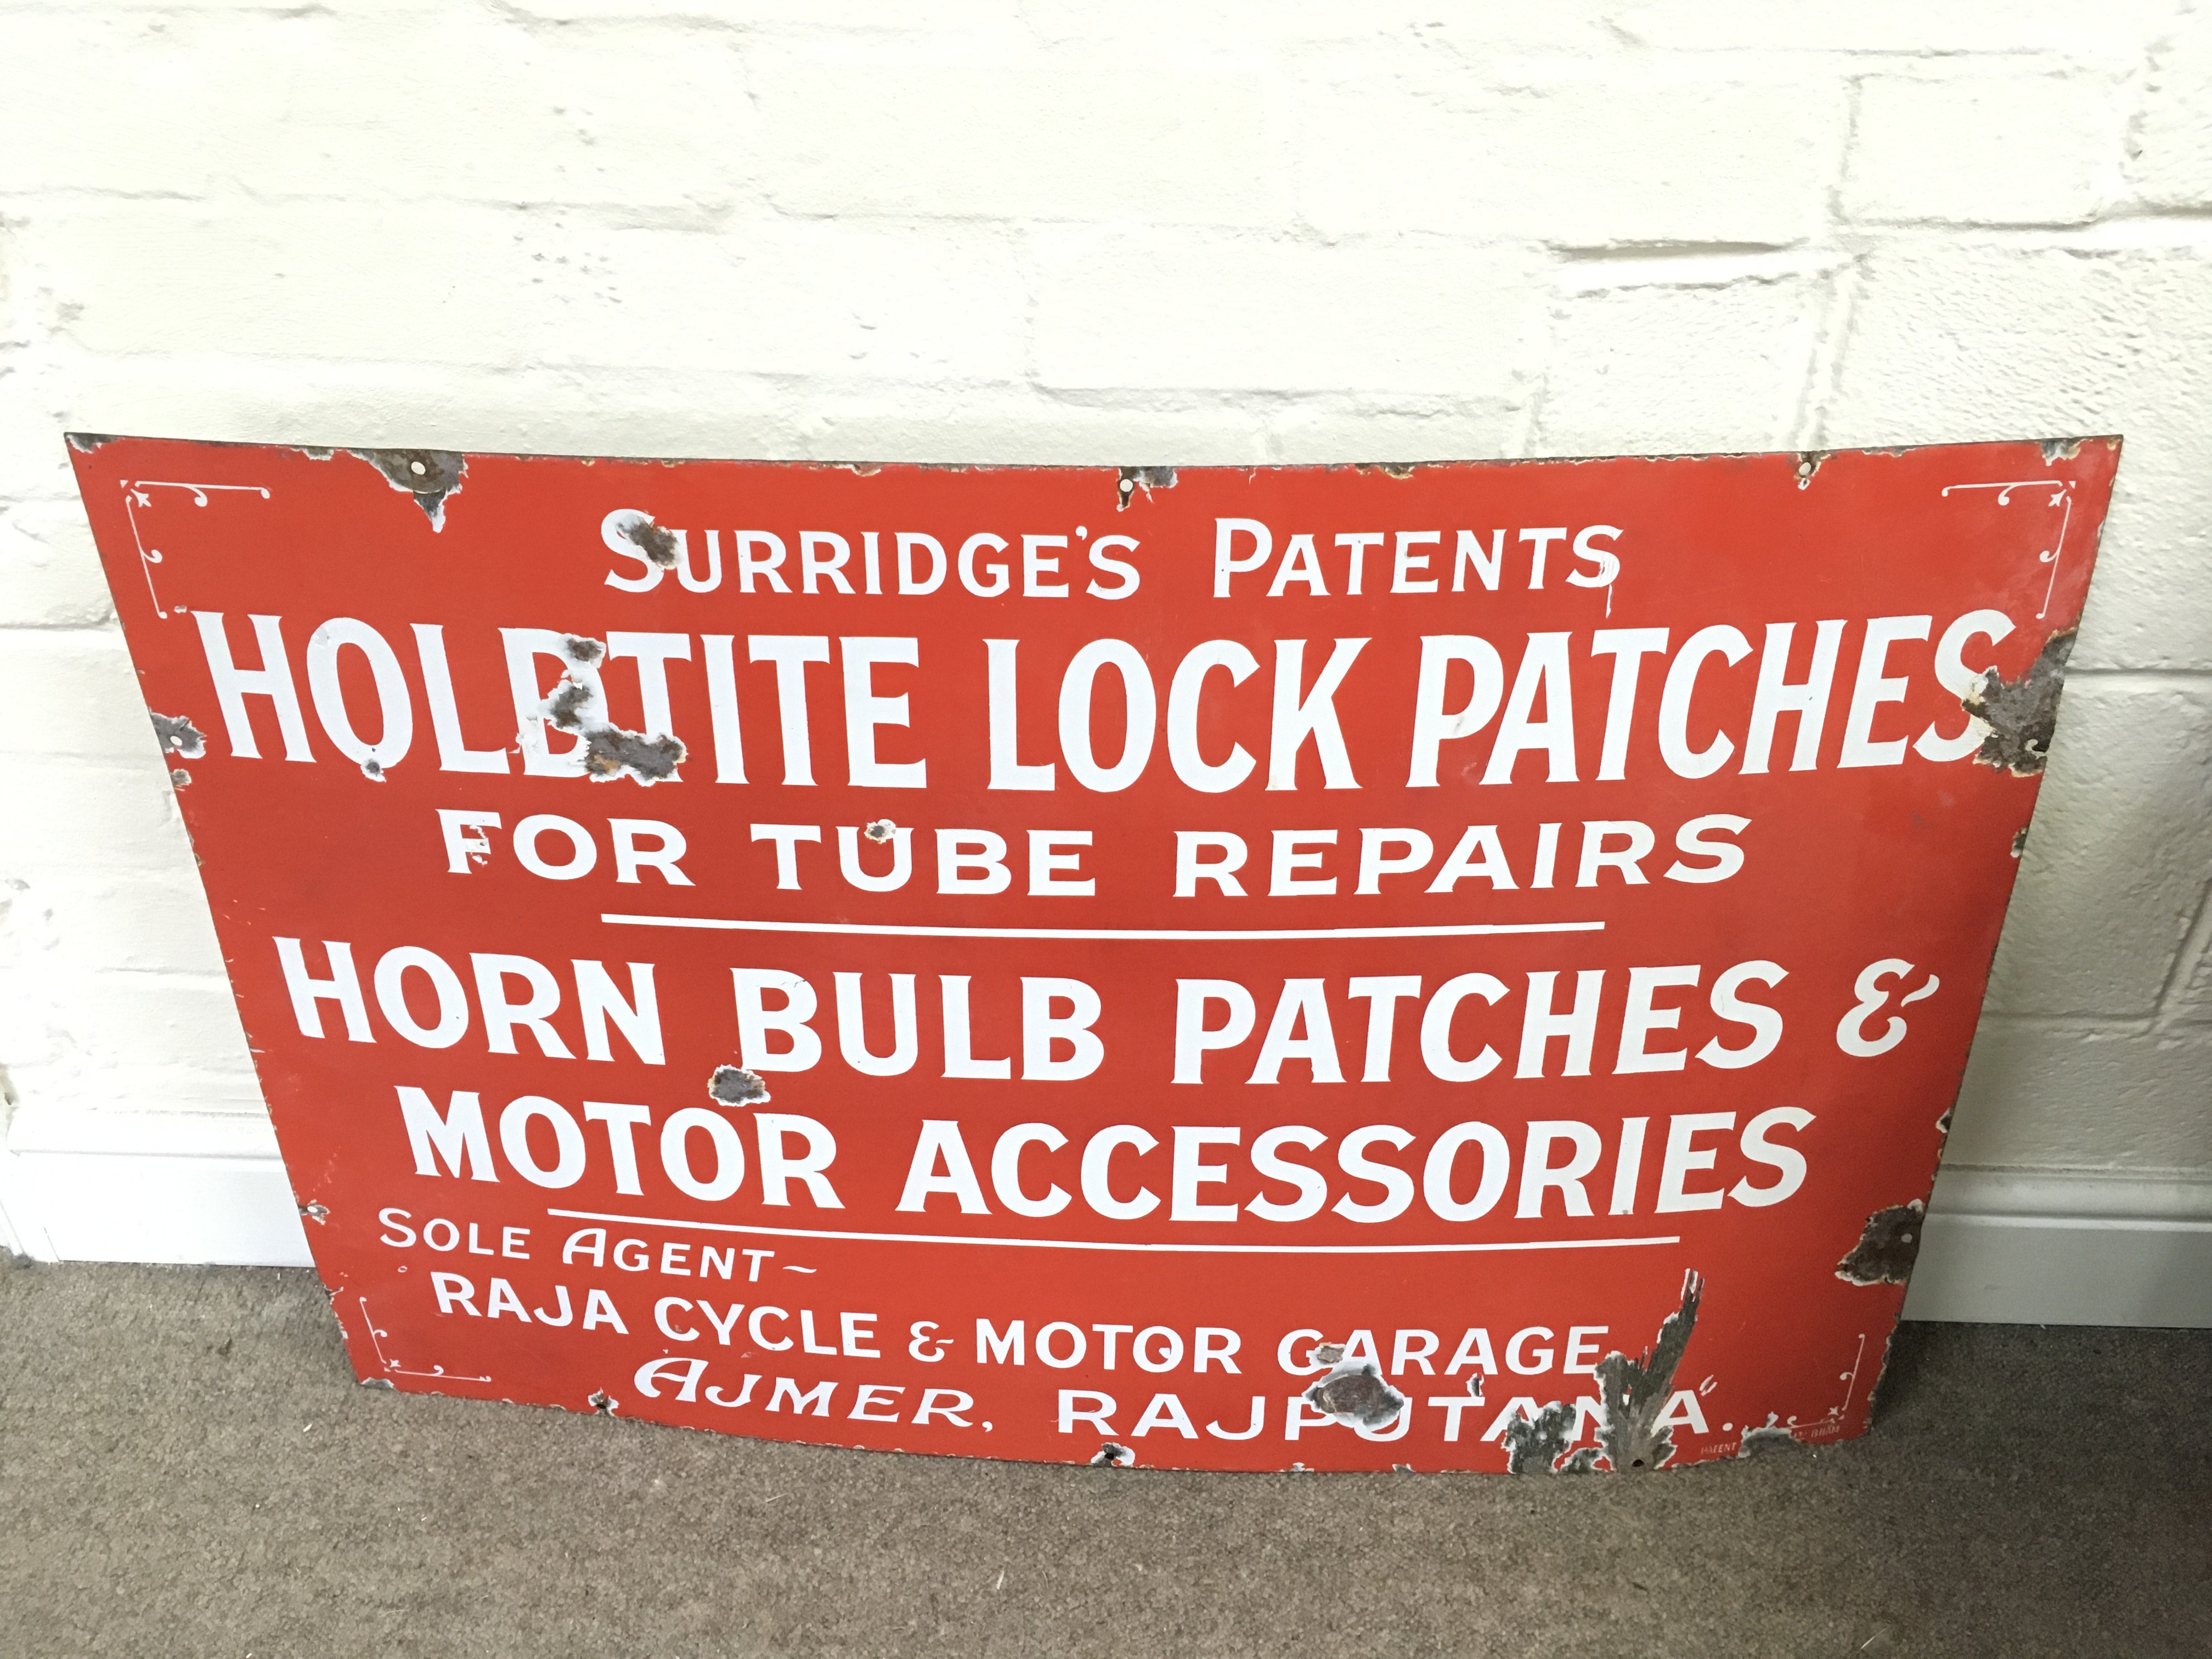 SURRIDGE'S PATENTS
HOLDTITE LOCK PATCHES
FOR TUBE REPAIRS
HORN BULB PATCHES &
MOTOR ACCESSORIES
SOLE AGENT~
RAJA CYCLE & MOTOR GARAGE
AJMER, RAJPUTANA.
PATENT